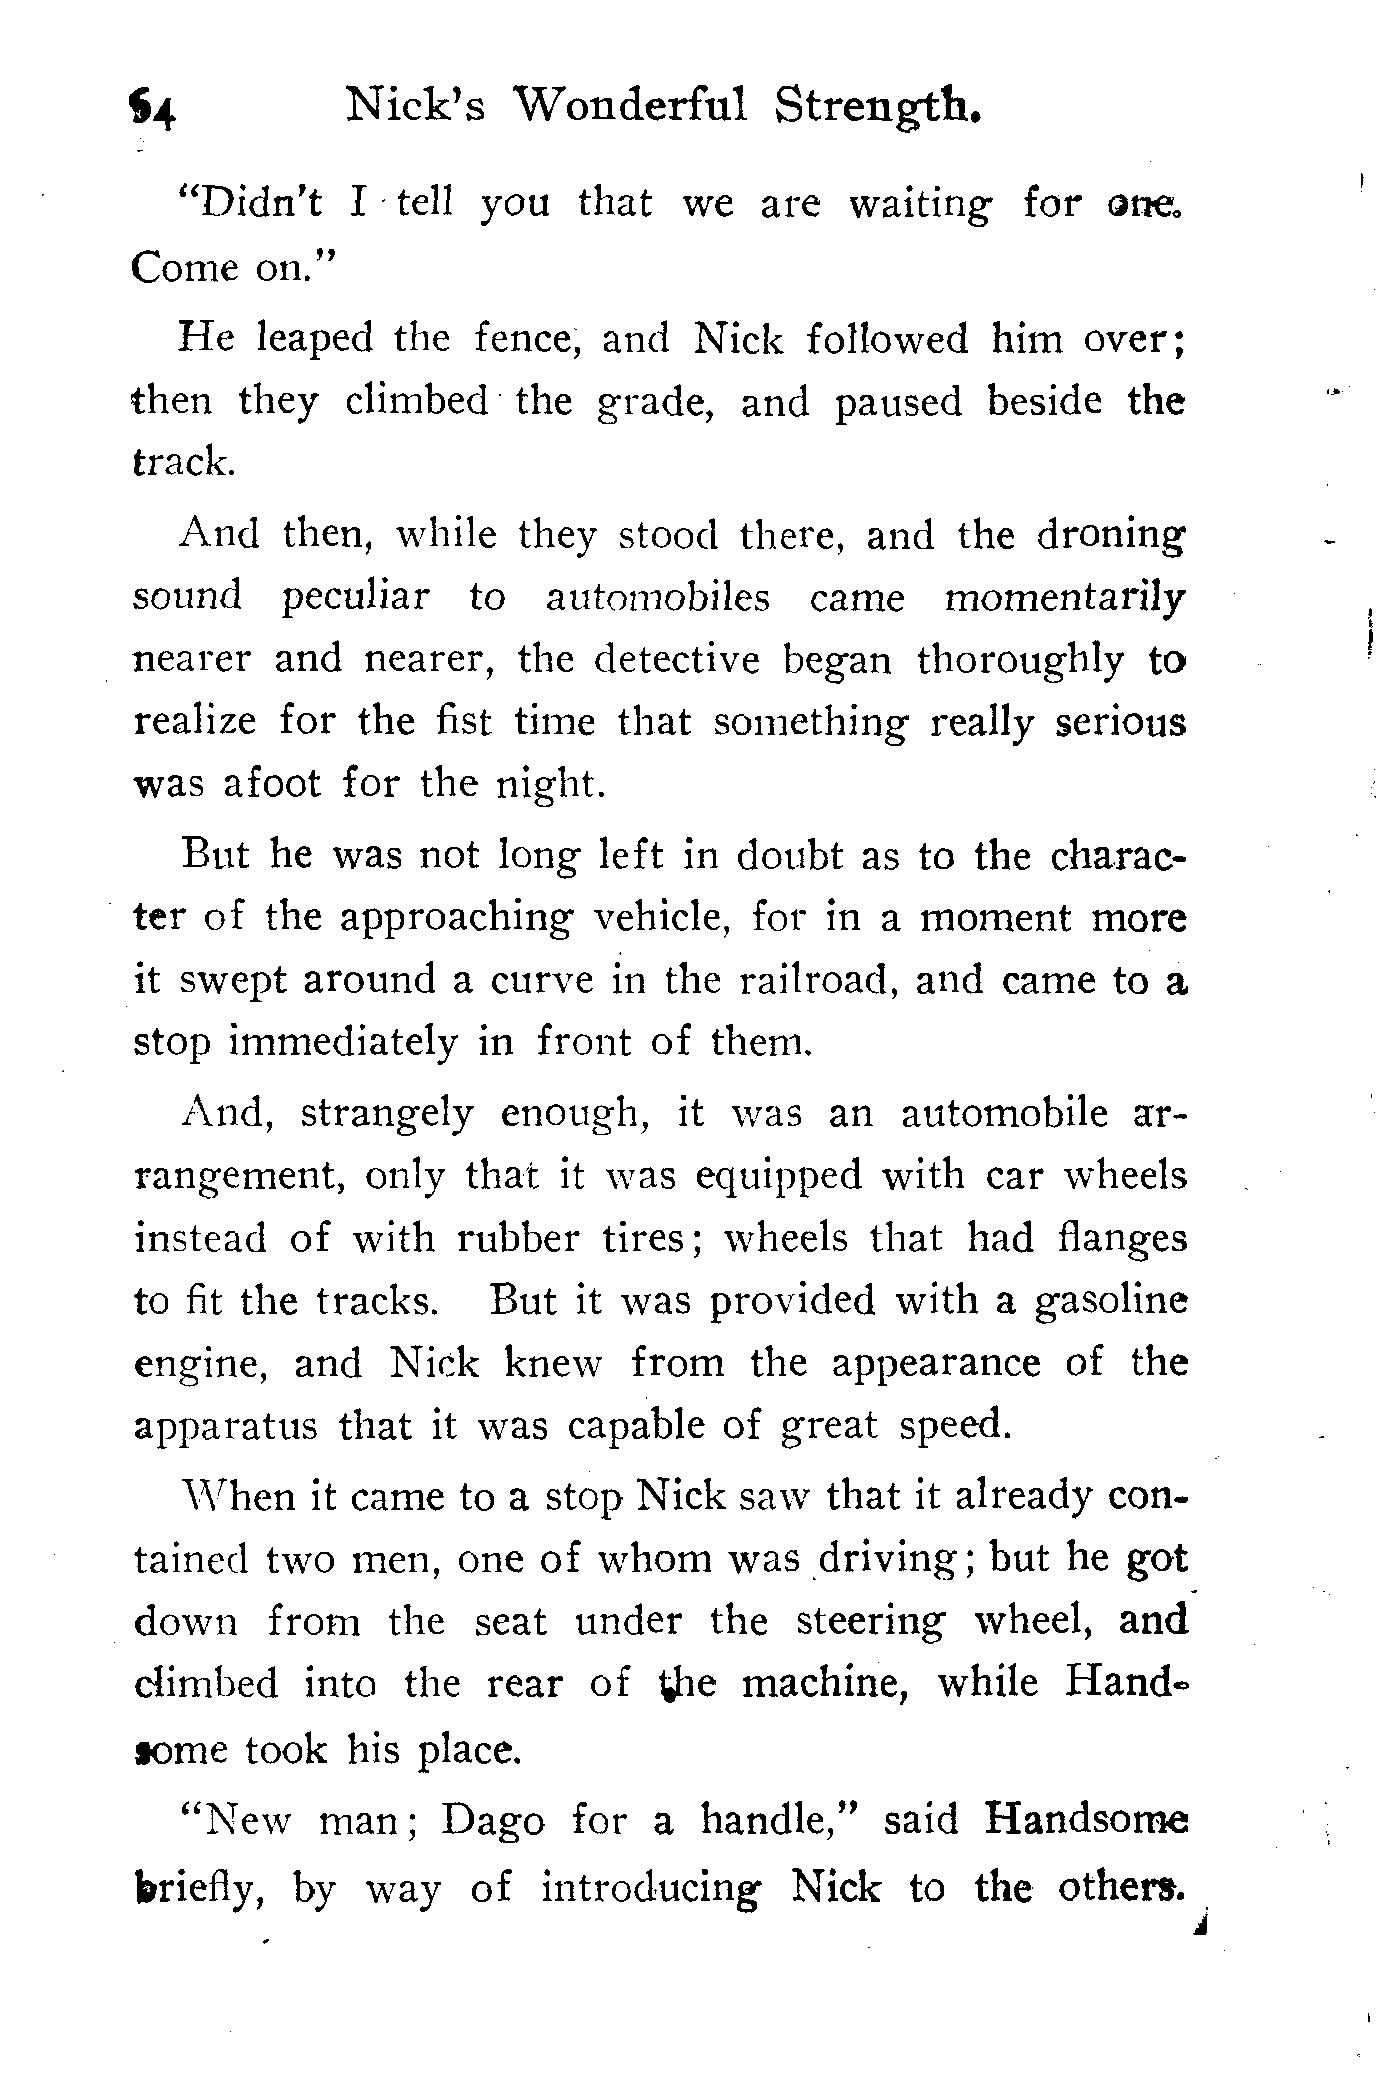 54 Nick's Wonderful Strength.
"Didn't I tell you that we are waiting for one.
Come on."
He leaped the fence, and Nick followed him over;
then they climbed the grade, and paused beside the
track.
And then, while they stood there, and the droning
sound peculiar to automobiles came momentarily
nearer and nearer, the detective began thoroughly to
realize for the fist time that something really serious
was afoot for the night.
But he was not long left in doubt as to the charac-
ter of the approaching vehicle, for in a moment more
it swept around a curve in the railroad, and came to a
stop immediately in front of them.
And, strangely enough, it was an automobile ar-
rangement, only that it was equipped with car wheels
instead of with rubber tires; wheels that had flanges
to fit the tracks. But it was provided with a gasoline
engine, and Nick knew from the appearance of the
apparatus that it was capable of great speed.
When it came to a stop Nick saw that it already con-
tained two men, one of whom was driving; but he got
down from the seat under the steering wheel, and
climbed into the rear of the machine, while Hand-
some took his place.
"New man; Dago for a handle," said Handsome
briefly, by way of introducing Nick to the others.